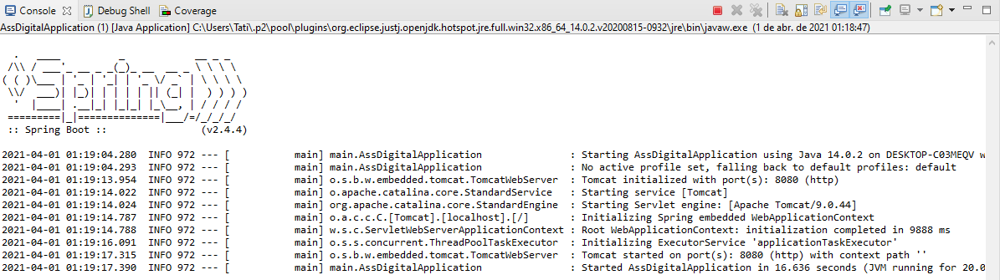 Console Debug Shell Coverage
AssDigitalApplication (1) [Java Application] C:\Users\Tati\.p2\pool\plugins\org.eclipse.justj.openjdk.hotspot.jre.full.win32.x86_64_14.0.2.v20200815-0932\jre\bin\javaw.exe (1 de abr. de 2021 01:18:47)
  .   ____          _            __ _ _
 /\\ / ___'_ __ _ _(_)_ __  __ _ \ \ \ \
( ( )\___ | '_ | '_| | '_ \/ _` | \ \ \ \
 \\/  ___)| |_)| | | | | || (_| |  ) ) ) )
  '  |____| .__|_| |_|_| |_\__, | / / / /
 =========|_|==============|___/=/_/_/_/
 :: Spring Boot ::                (v2.4.4)
2021-04-01 01:19:04.280  INFO 972 --- [           main] main.AssDigitalApplication               : Starting AssDigitalApplication using Java 14.0.2 on DESKTOP-C03MEQV w
2021-04-01 01:19:04.293  INFO 972 --- [           main] main.AssDigitalApplication               : No active profile set, falling back to default profiles: default
2021-04-01 01:19:13.954  INFO 972 --- [           main] o.s.b.w.embedded.tomcat.TomcatWebServer  : Tomcat initialized with port(s): 8080 (http)
2021-04-01 01:19:14.022  INFO 972 --- [           main] o.apache.catalina.core.StandardService   : Starting service [Tomcat]
2021-04-01 01:19:14.024  INFO 972 --- [           main] org.apache.catalina.core.StandardEngine  : Starting Servlet engine: [Apache Tomcat/9.0.44]
2021-04-01 01:19:14.787  INFO 972 --- [           main] o.a.c.c.C.[Tomcat].[localhost].[/]       : Initializing Spring embedded WebApplicationContext
2021-04-01 01:19:14.788  INFO 972 --- [           main] w.s.c.ServletWebServerApplicationContext : Root WebApplicationContext: initialization completed in 9888 ms
2021-04-01 01:19:16.091  INFO 972 --- [           main] o.s.s.concurrent.ThreadPoolTaskExecutor  : Initializing ExecutorService 'applicationTaskExecutor'
2021-04-01 01:19:17.315  INFO 972 --- [           main] o.s.b.w.embedded.tomcat.TomcatWebServer  : Tomcat started on port(s): 8080 (http) with context path ''
2021-04-01 01:19:17.390  INFO 972 --- [           main] main.AssDigitalApplication               : Started AssDigitalApplication in 16.636 seconds (JVM running for 20.0